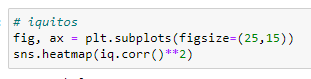 # iquitos
fig, ax = plt.subplots(figsize=(25,15))
sns.heatmap(iq.corr()**2)